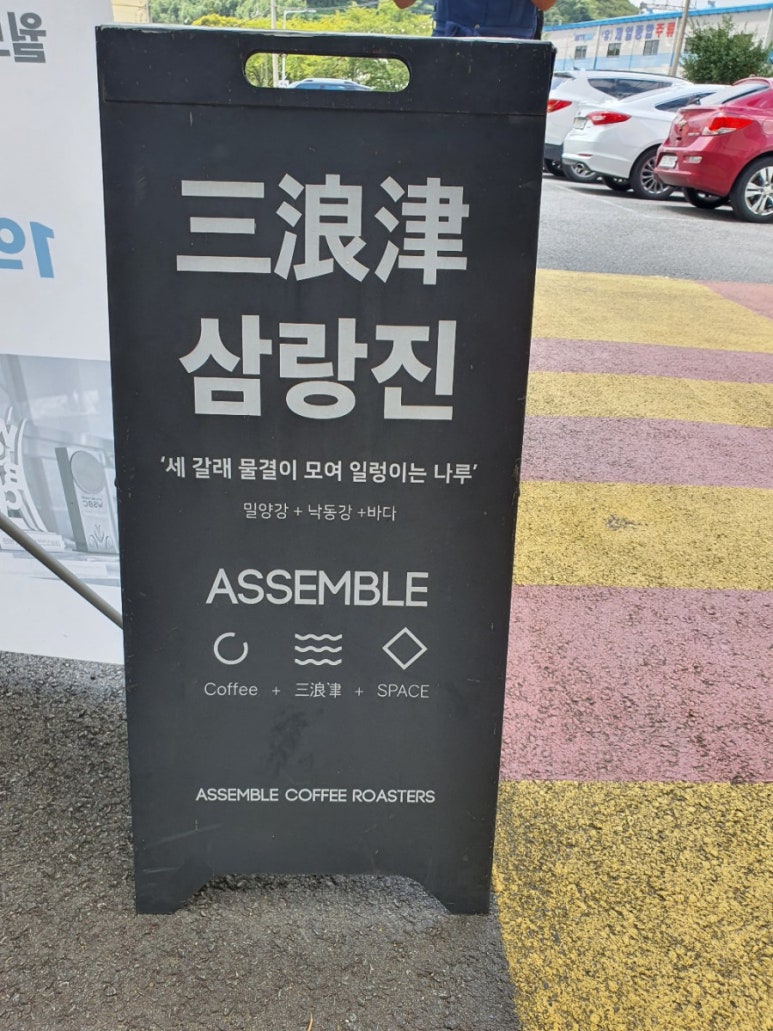 三浪津
삼랑진
‘세 갈래 물결이 모여 일렁이는 나루’
밀양강 + 낙동강 +바다
ASSEMBLE
Coffee + 三浪津 + SPACE
ASSEMBLE COFFEE ROASTERS